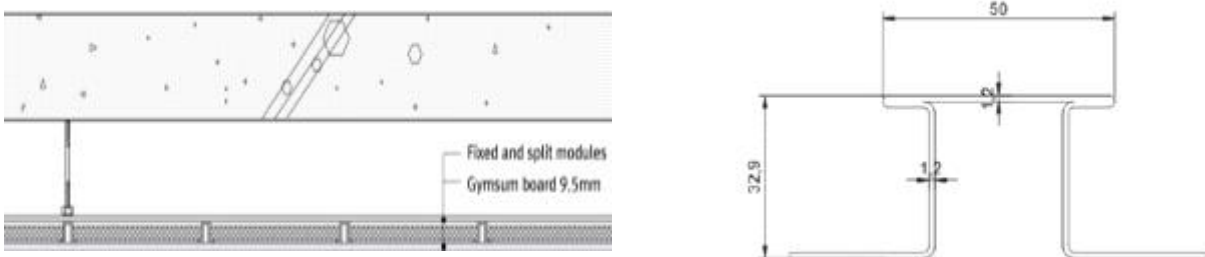 Fixed and split modules
Gymsum board 9.5mm
50
1,2
32,9
1,2